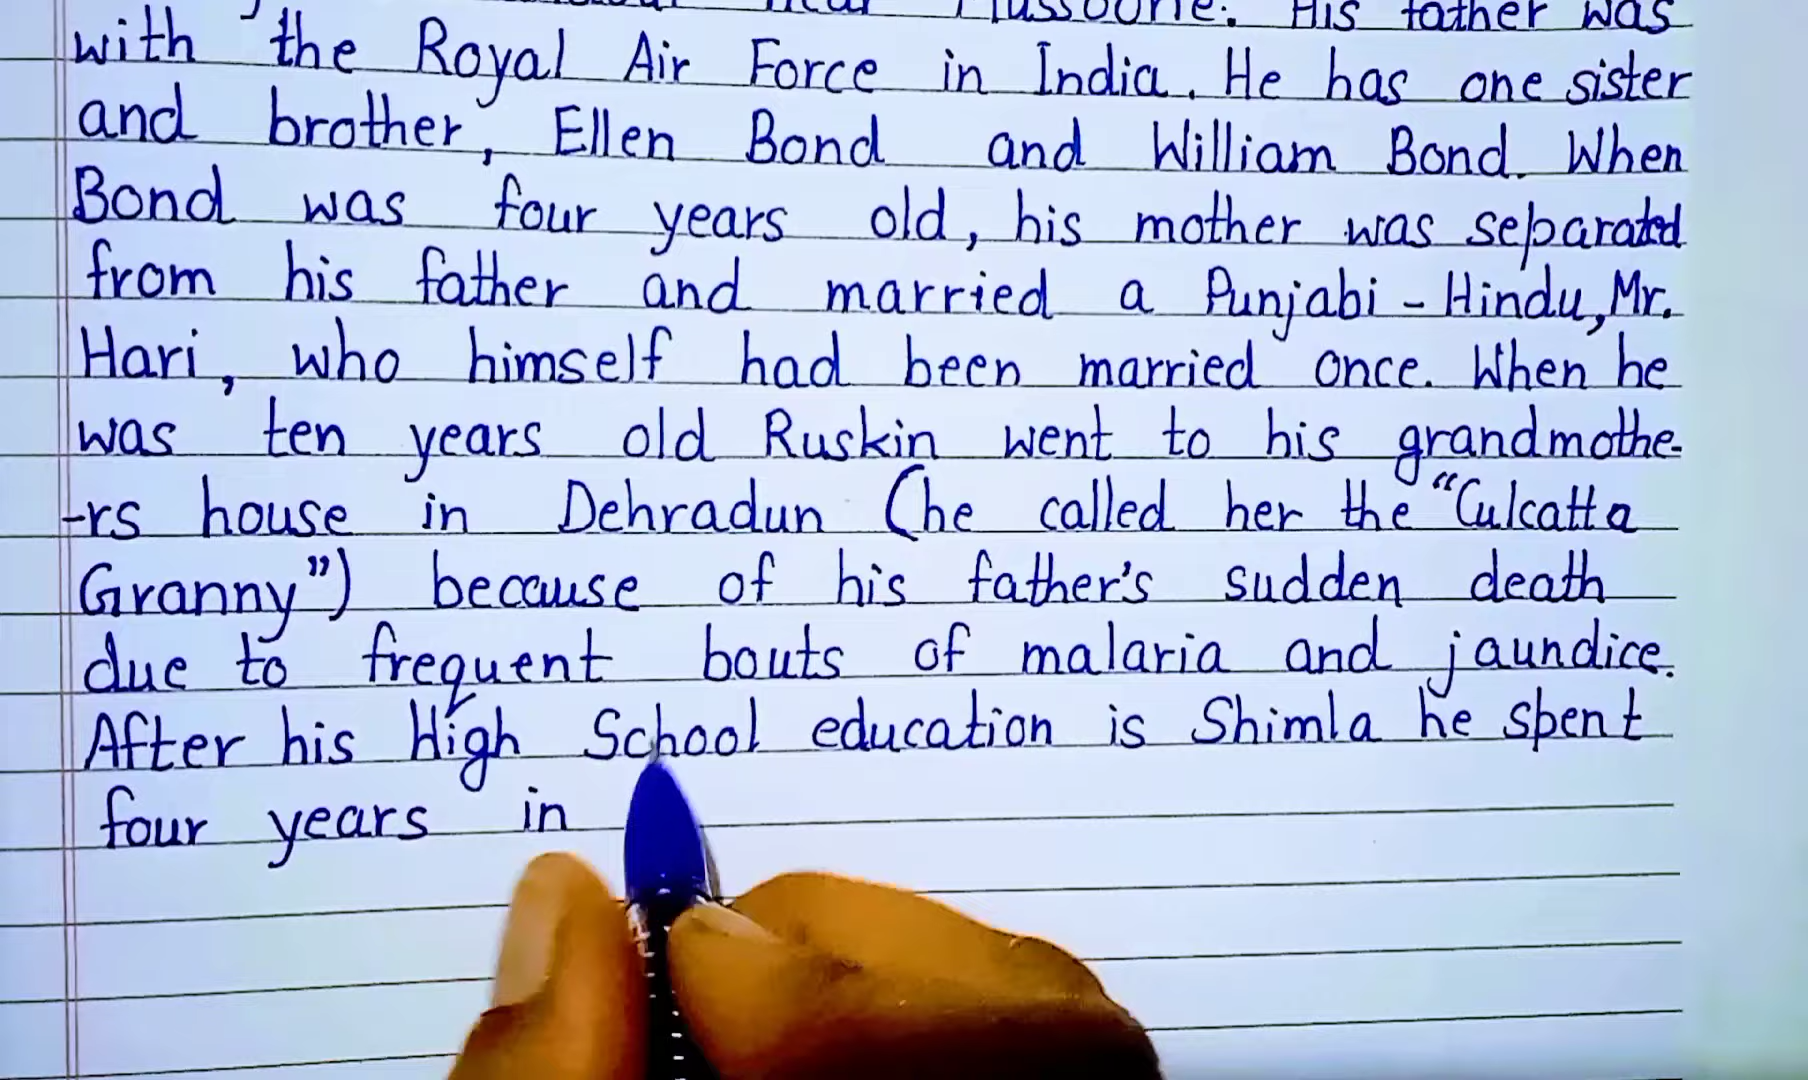 His father was
with the Royal Air Force in India. He has one sister
and brother, Ellen Bond and William Bond. When
Bond was four years old, his mother was separated
from his father and married a Punjabi - Hindu, Mr.
Hari, who himself had been married once. When he
was ten years old Ruskin went to his grandmothe-
-rs house in Dehradun (he called her the "Culcatta
Granny") because of his father's sudden death
due to frequent bouts of malaria and jaundice.
After his High School education is Shimla he spent
four years in